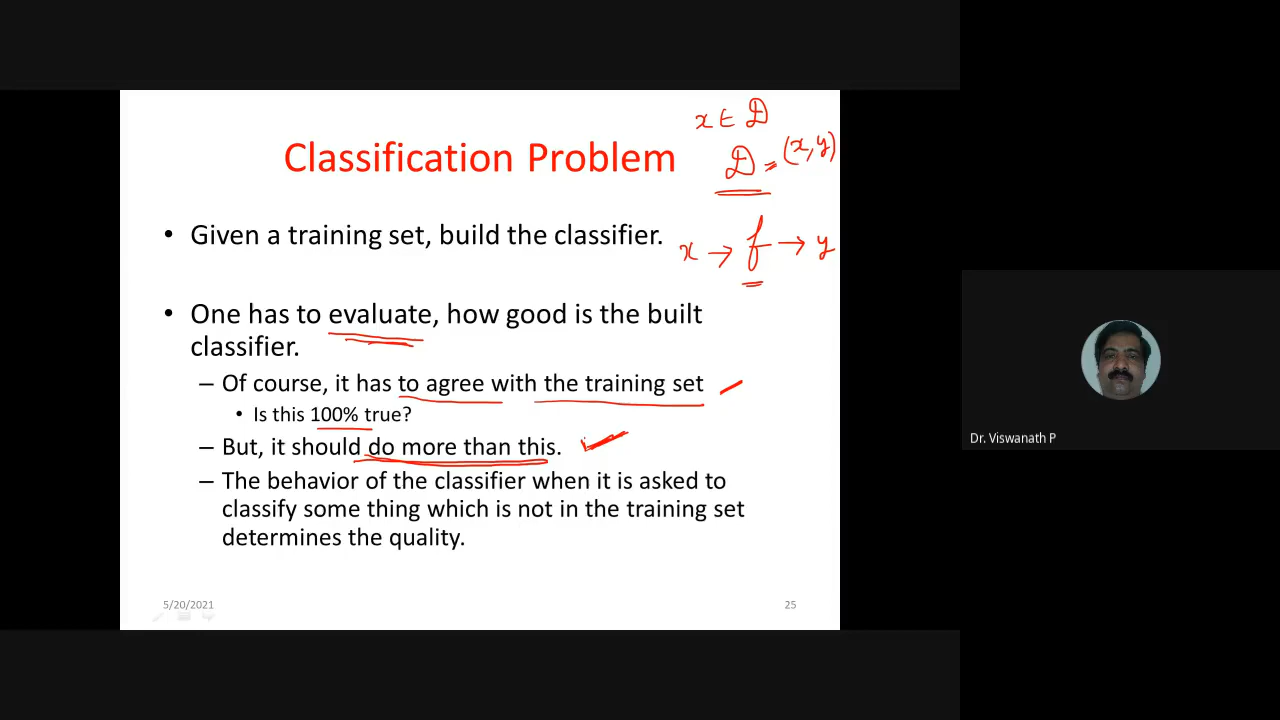 x ∈ D
Classification Problem
D = (x, y)
• Given a training set, build the classifier.
x → f → y
• One has to evaluate, how good is the built
classifier.
– Of course, it has to agree with the training set
• Is this 100% true?
– But, it should do more than this.
– The behavior of the classifier when it is asked to
classify some thing which is not in the training set
determines the quality.
5/20/2021
25
Dr. Viswanath P